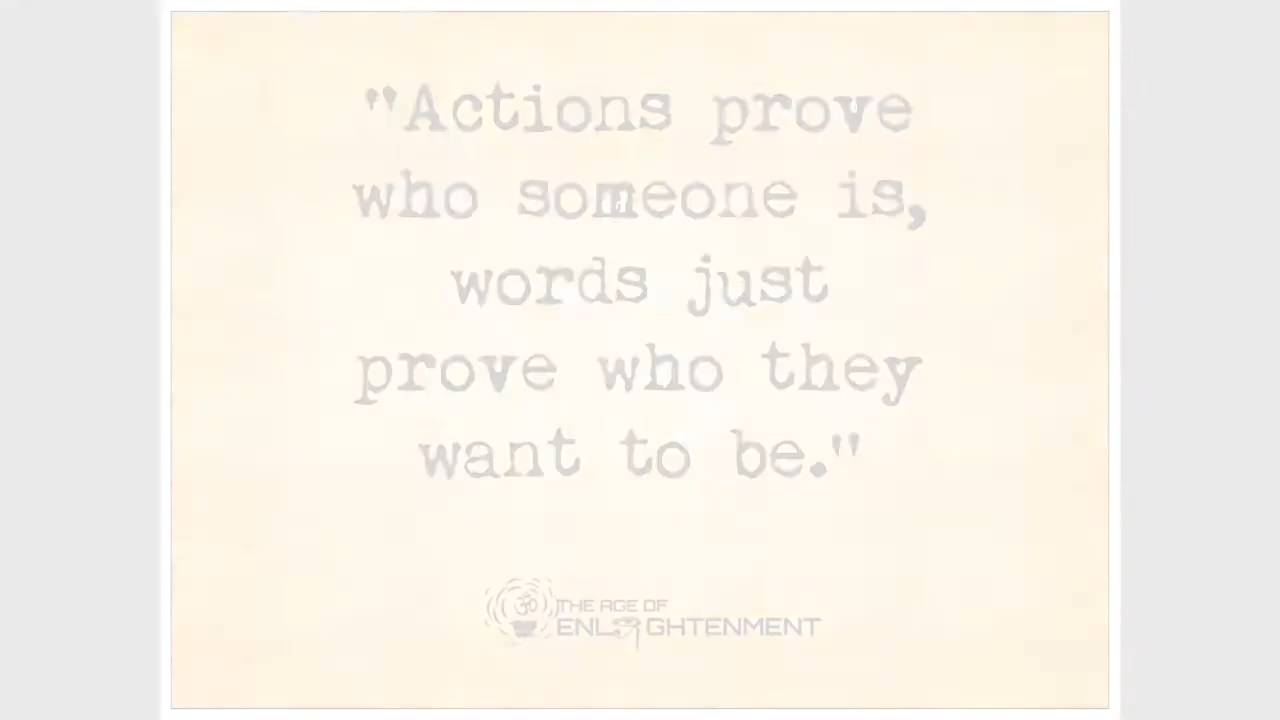 "Actions prove
who someone is,
words just
prove who they
want to be."
THE AGE OF
ENLIGHTENMENT